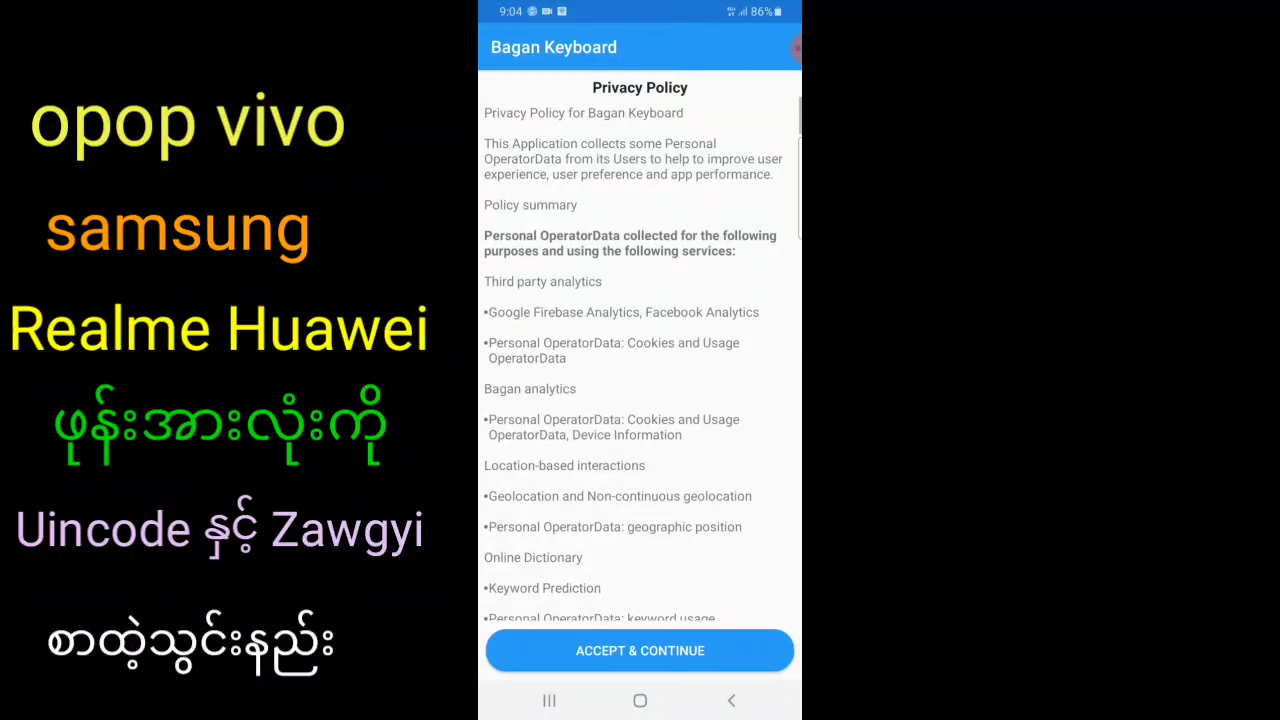 opop vivo
samsung
Realme Huawei
ဖုန်းအားလုံးကို
Uincode နှင့် Zawgyi
စာထဲ့သွင်းနည်း
9:04
86%
Bagan Keyboard
Privacy Policy
Privacy Policy for Bagan Keyboard
This Application collects some Personal
OperatorData from its Users to help to improve user
experience, user preference and app performance.
Policy summary
Personal OperatorData collected for the following
purposes and using the following services:
Third party analytics
•Google Firebase Analytics, Facebook Analytics
•Personal OperatorData: Cookies and Usage
OperatorData
Bagan analytics
•Personal OperatorData: Cookies and Usage
OperatorData, Device Information
Location-based interactions
•Geolocation and Non-continuous geolocation
•Personal OperatorData: geographic position
Online Dictionary
•Keyword Prediction
•Personal OperatorData: keyword usage
ACCEPT & CONTINUE